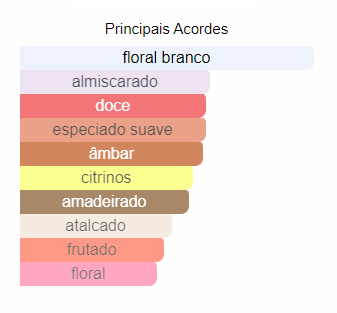 Principais Acordes
floral branco
almiscarado
doce
especiado suave
âmbar
citrinos
amadeirado
atalcado
frutado
floral